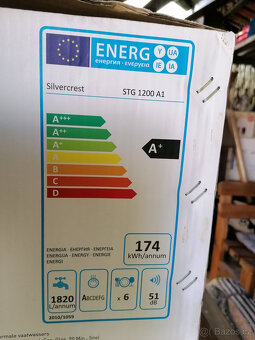 ENERG
Y UA
IE IA
енергия · ενεργεια
Silvercrest STG 1200 A1
A+++
A++
A+
A
B
C
D
A+
ENERGIA · ЕНЕРГИЯ · ΕΝΕΡΓΕΙΑ
ENERGIJA · ENERGY · ENERGIE
ENERGI
174
kWh/annum
1820
L/annum
ABCDEFG
x 6
51
dB
2010/1059